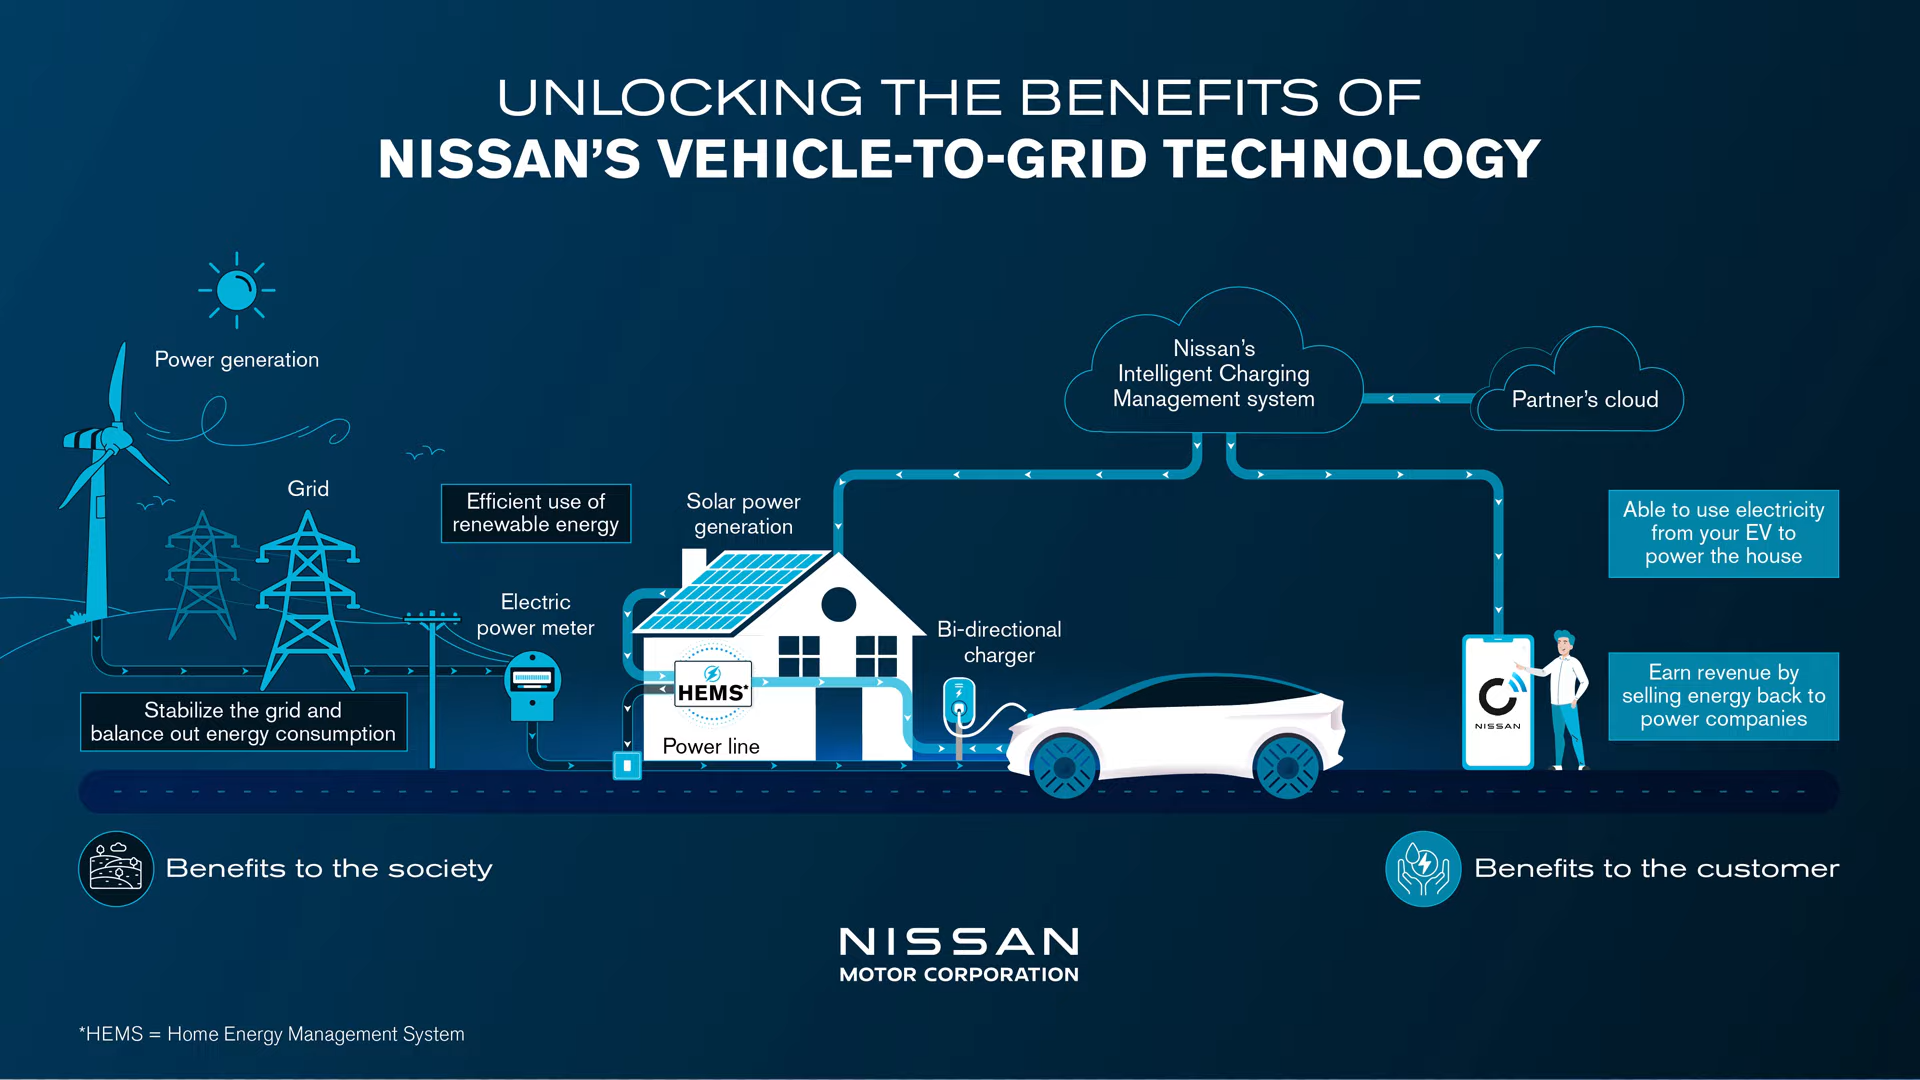 UNLOCKING THE BENEFITS OF
NISSAN’S VEHICLE-TO-GRID TECHNOLOGY
Power generation
Grid
Stabilize the grid and
balance out energy consumption
Efficient use of
renewable energy
Electric
power meter
Solar power
generation
HEMS*
Power line
Bi-directional
charger
Nissan’s
Intelligent Charging
Management system
Partner’s cloud
NISSAN
Able to use electricity
from your EV to
power the house
Earn revenue by
selling energy back to
power companies
Benefits to the society
Benefits to the customer
NISSAN
MOTOR CORPORATION
*HEMS = Home Energy Management System